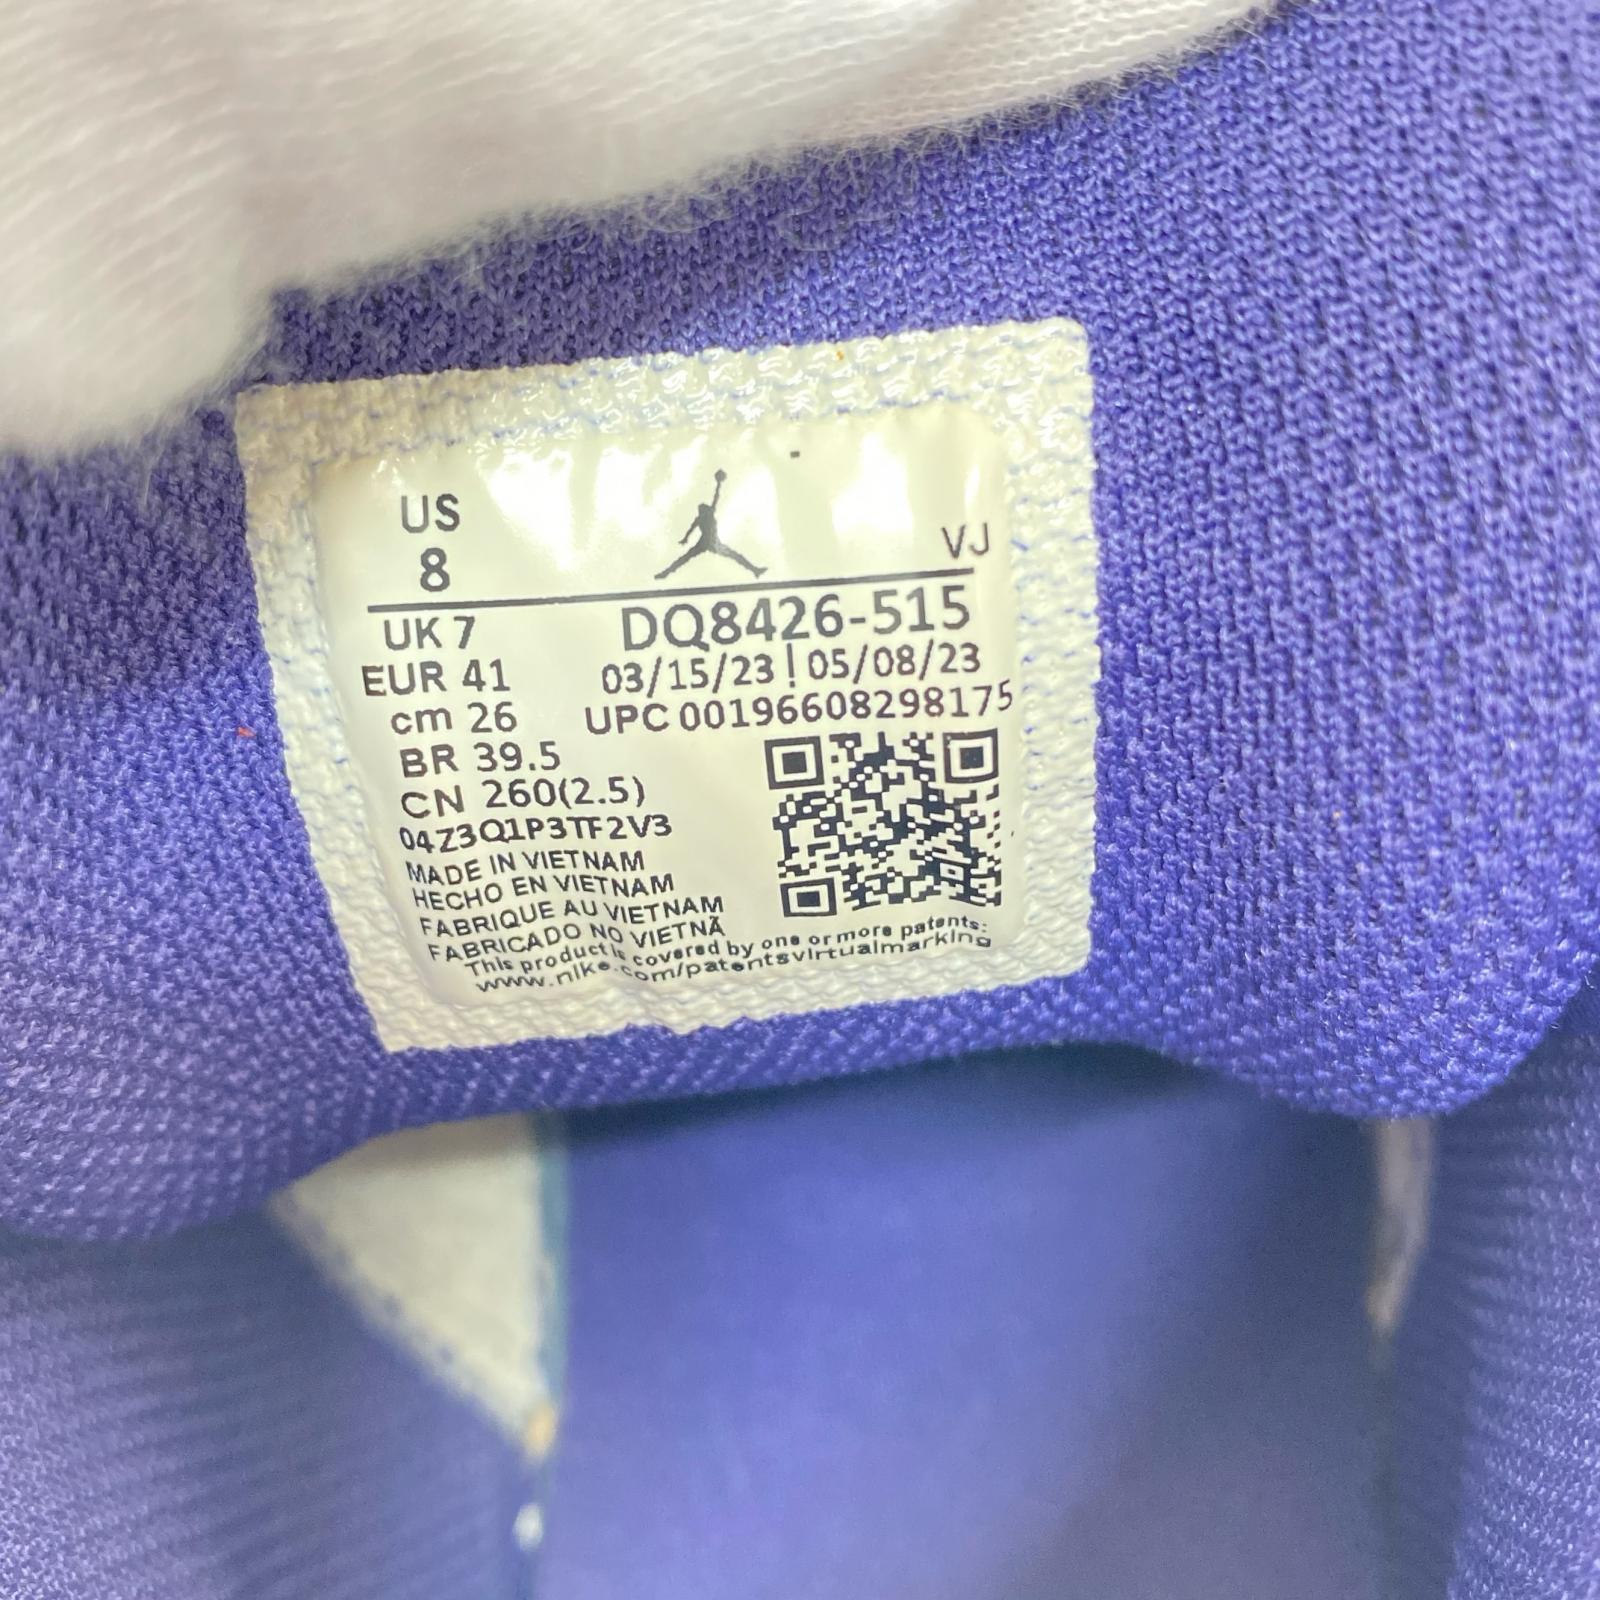 US
8
VJ
UK 7
DQ8426-515
EUR 41
03/15/23 | 05/08/23
cm 26
UPC 00196608298175
BR 39.5
CN 260(2.5)
04Z3Q1P3TF2V3
MADE IN VIETNAM
HECHO EN VIETNAM
FABRIQUE AU VIETNAM
FABRICADO NO VIETNÃ
This product is covered by one or more patents:
www.nike.com/patentsvirtualmarking